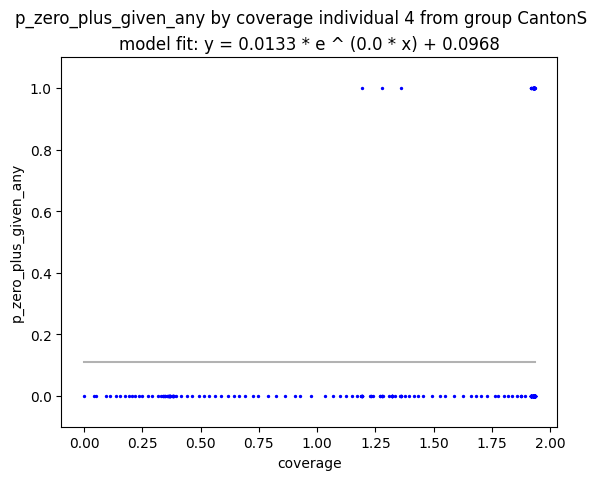 p_zero_plus_given_any by coverage individual 4 from group CantonS
model fit: y = 0.0133 * e ^ (0.0 * x) + 0.0968
1.0
0.8
0.6
0.4
0.2
0.0
p_zero_plus_given_any
0.00 0.25 0.50 0.75 1.00 1.25 1.50 1.75 2.00
coverage